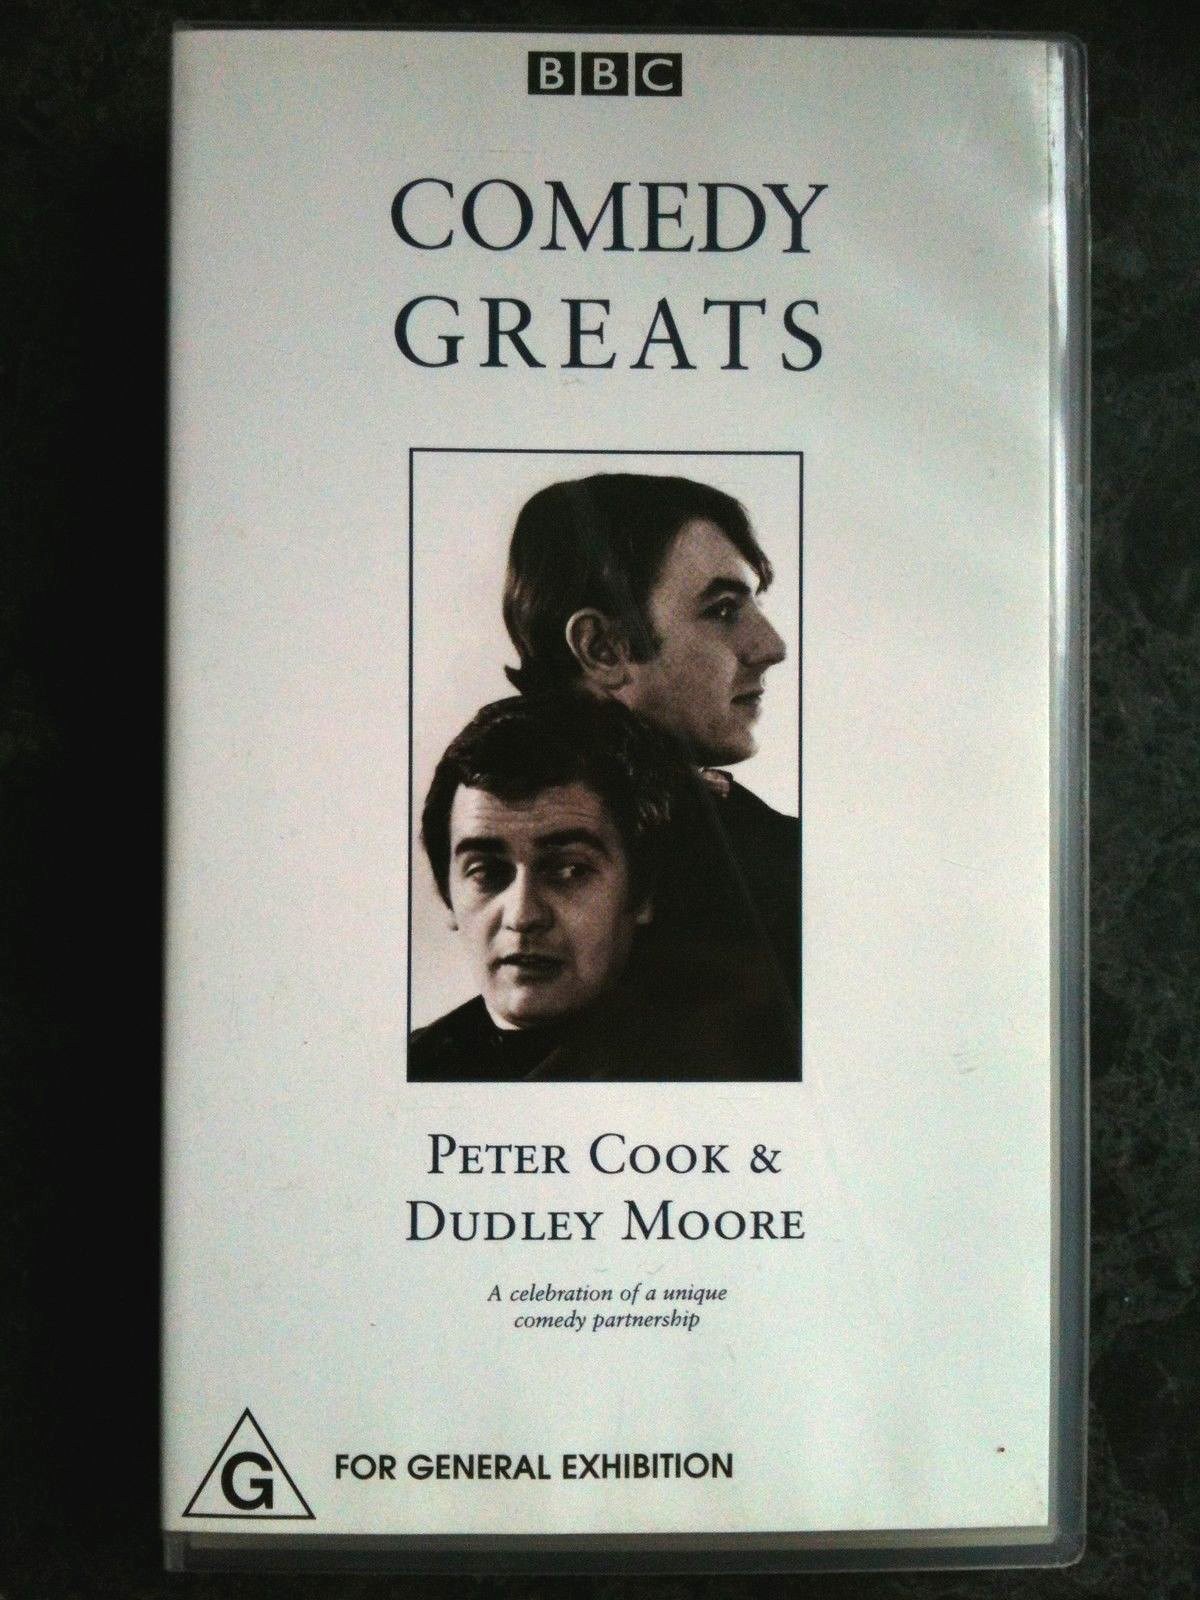 BBC
COMEDY
GREATS
PETER COOK &
DUDLEY MOORE
A celebration of a unique
comedy partnership
G FOR GENERAL EXHIBITION